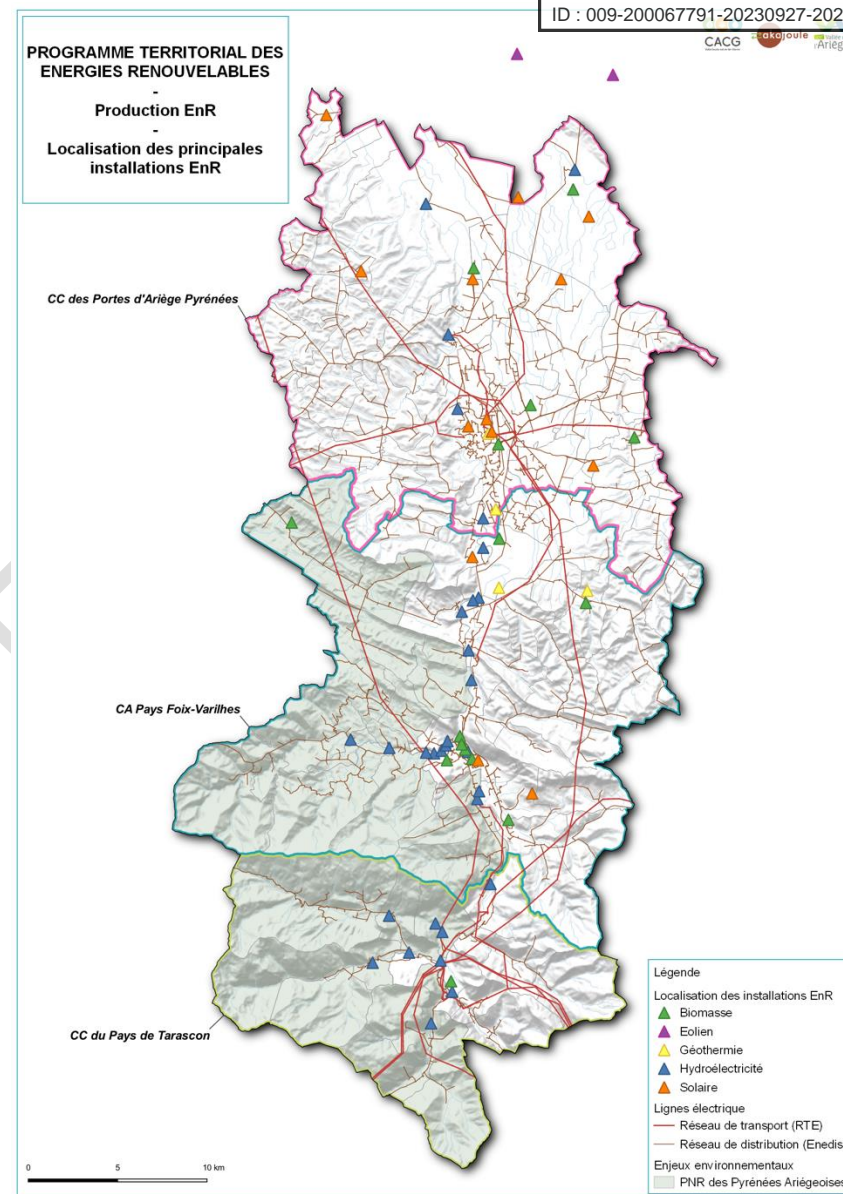 ID : 009-200067791-20230927-202
PROGRAMME TERRITORIAL DES
ENERGIES RENOUVELABLES
-
Production EnR
-
Localisation des principales
installations EnR
CACG
akajoule
Arièg
CC des Portes d'Ariège Pyrénées
CA Pays Foix-Varilhes
CC du Pays de Tarascon
0 5 10 km
Légende
Localisation des installations EnR
Biomasse
Eolien
Géothermie
Hydroélectricité
Solaire
Lignes électrique
Réseau de transport (RTE)
Réseau de distribution (Enedis
Enjeux environnementaux
PNR des Pyrénées Ariégeoises